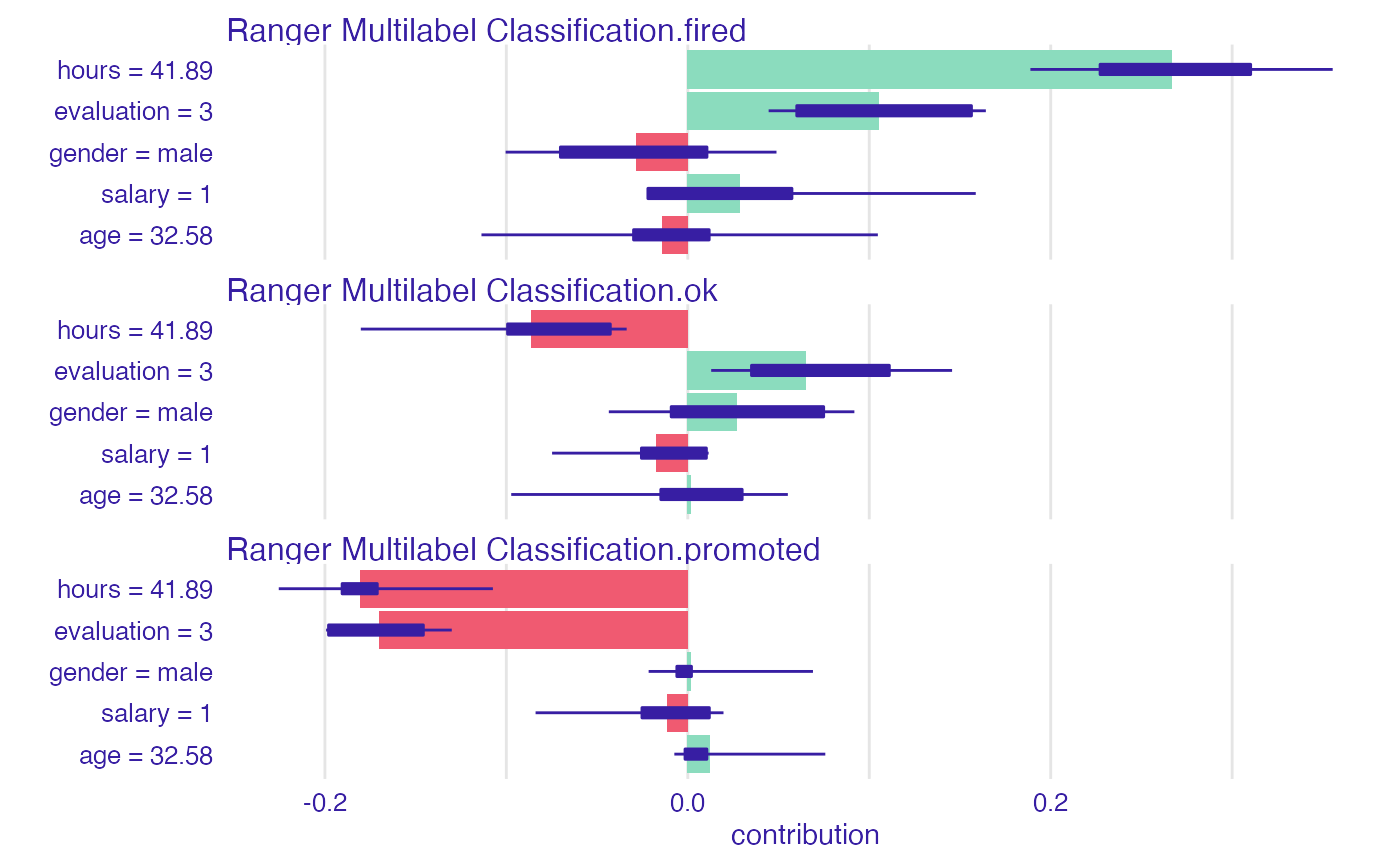 Ranger Multilabel Classification.fired
hours = 41.89
evaluation = 3
gender = male
salary = 1
age = 32.58
Ranger Multilabel Classification.ok
hours = 41.89
evaluation = 3
gender = male
salary = 1
age = 32.58
Ranger Multilabel Classification.promoted
hours = 41.89
evaluation = 3
gender = male
salary = 1
age = 32.58
-0.2 0.0 0.2
contribution